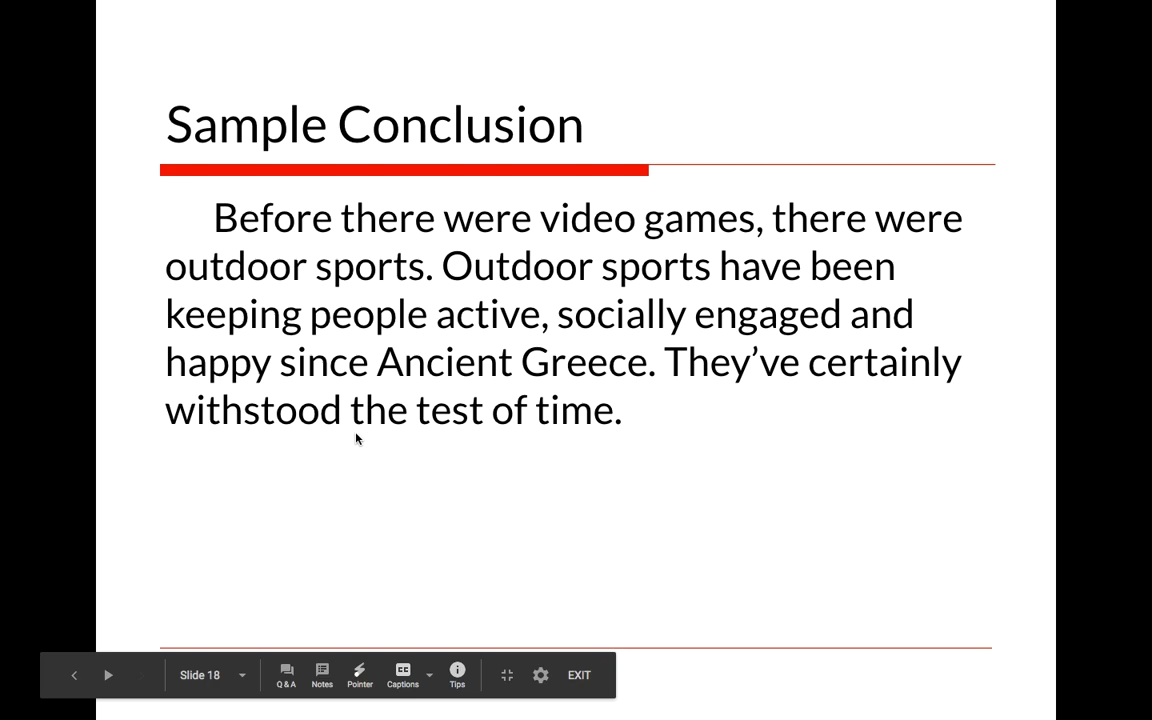 Sample Conclusion
Before there were video games, there were
outdoor sports. Outdoor sports have been
keeping people active, socially engaged and
happy since Ancient Greece. They’ve certainly
withstood the test of time.
Slide 18
Q & A
Notes
Pointer
CC
Captions
Tips
EXIT